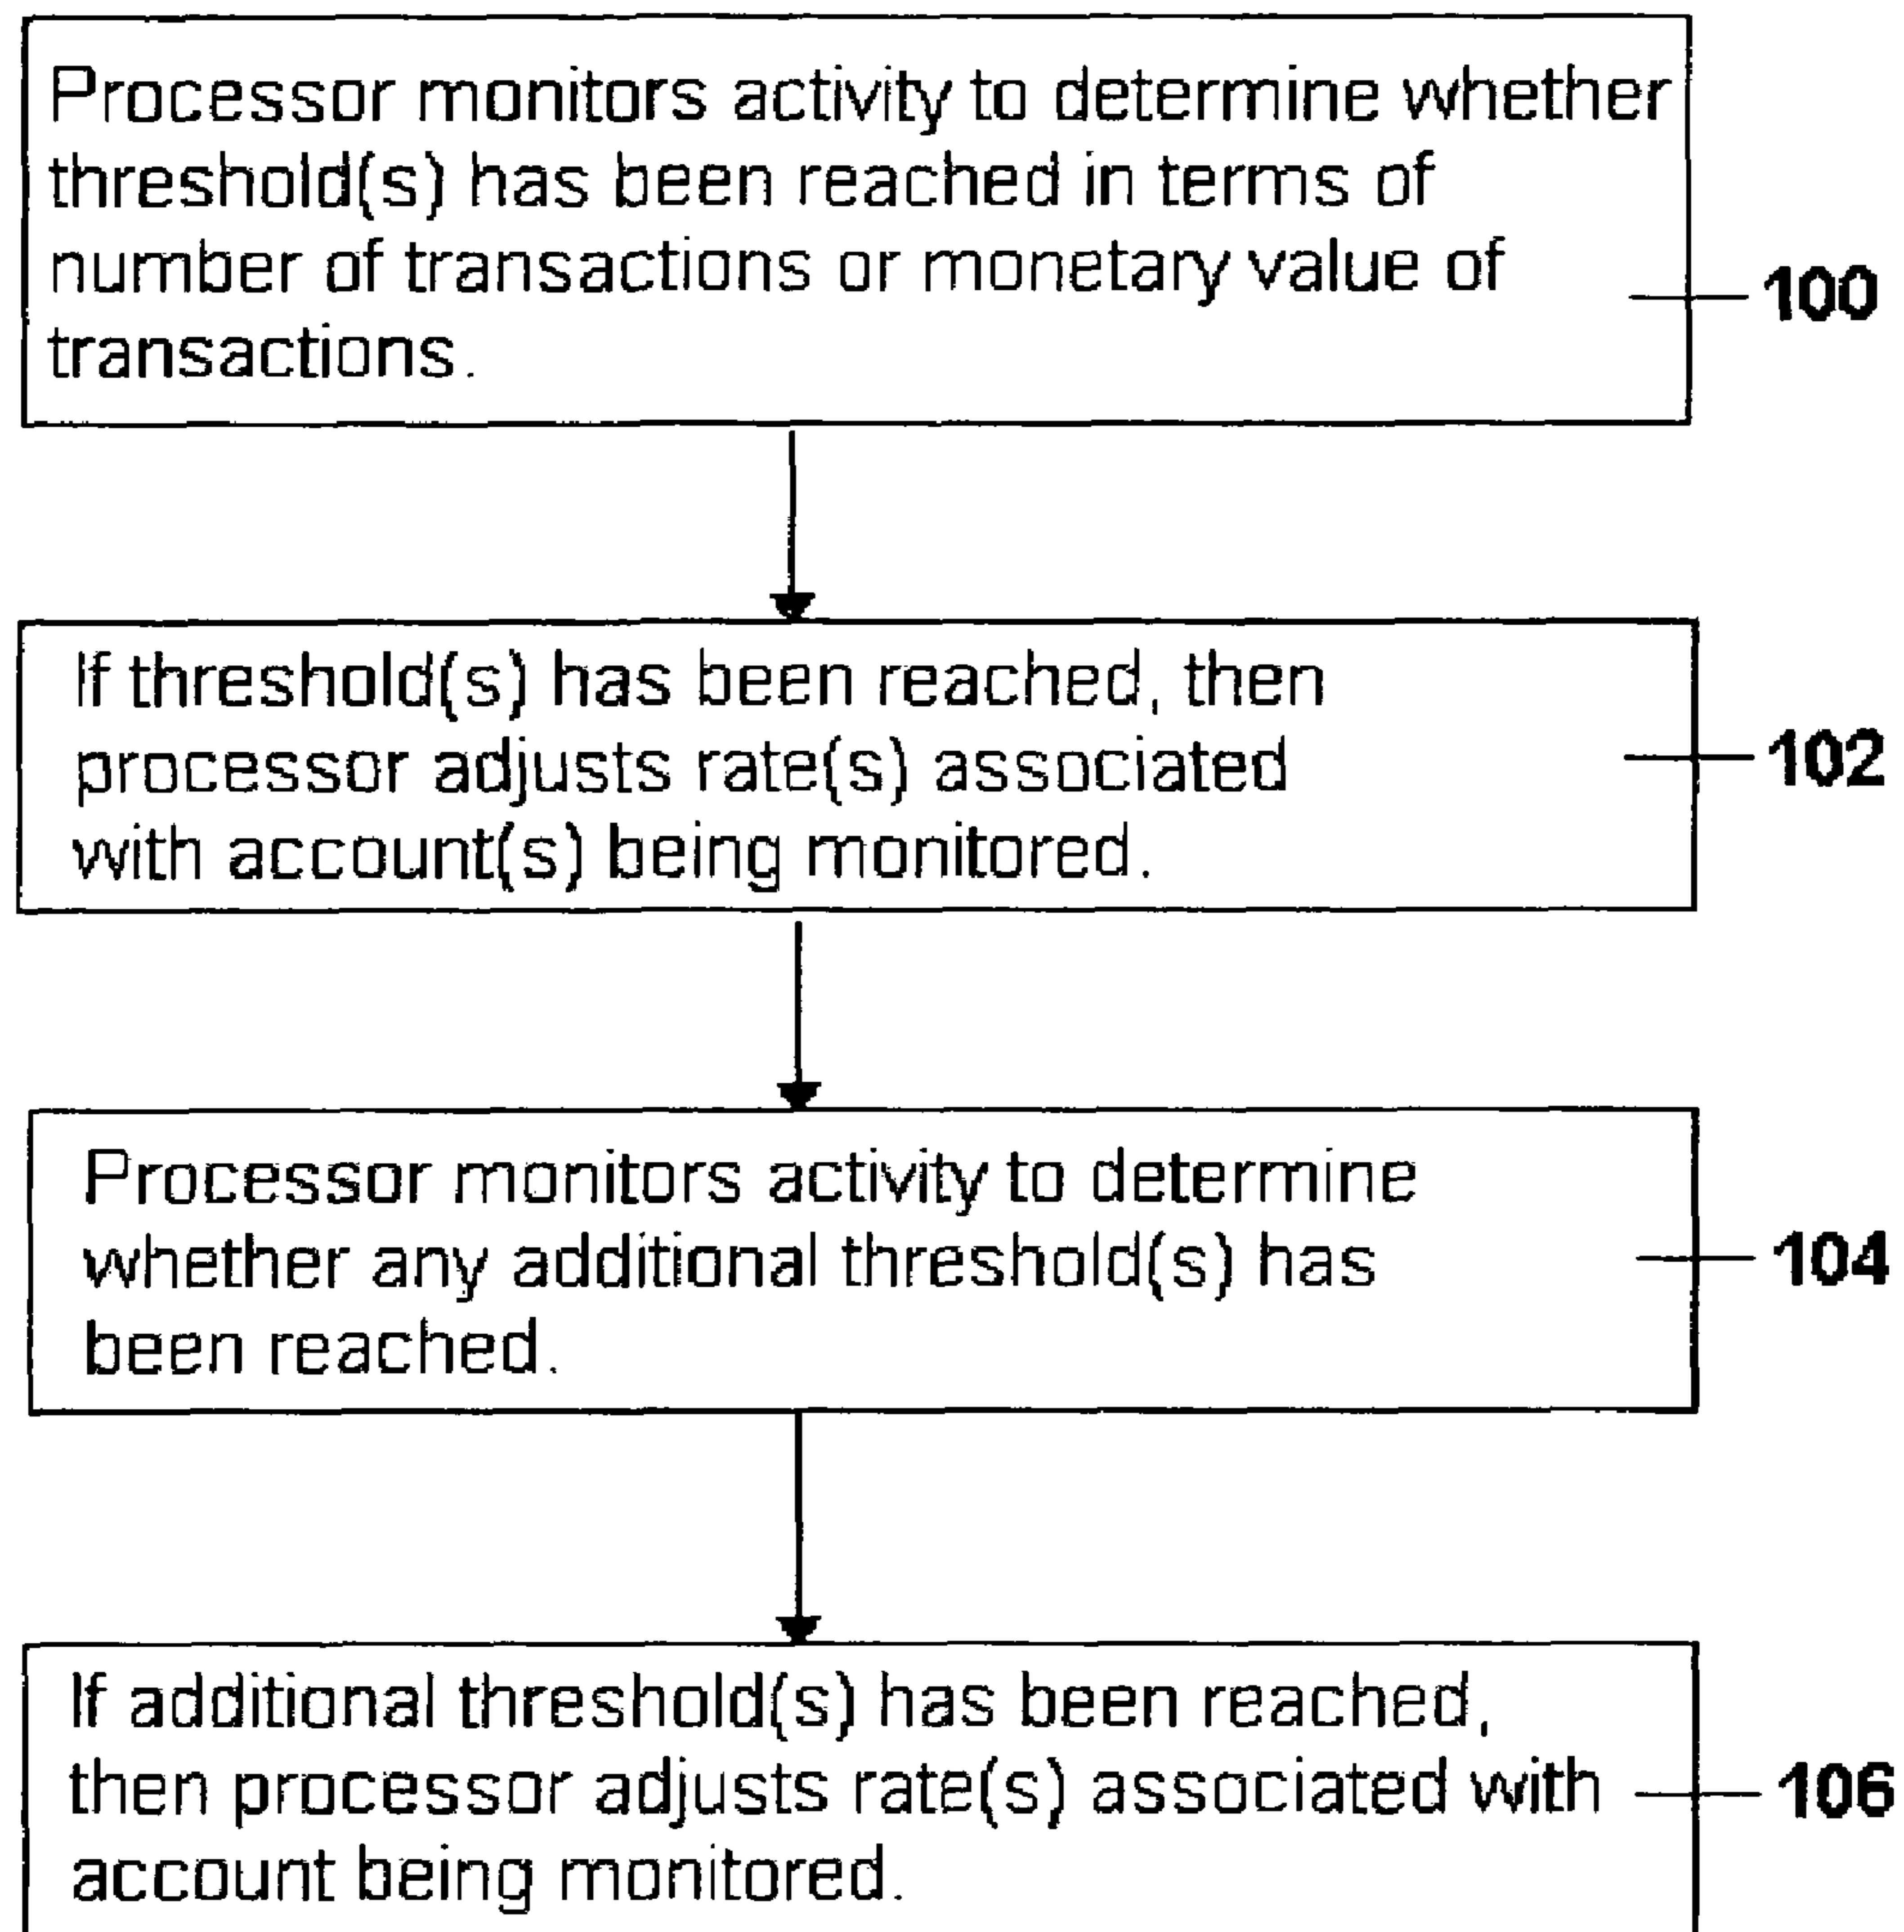 Processor monitors activity to determine whether
threshold(s) has been reached in terms of
number of transactions or monetary value of
transactions.
100
If threshold(s) has been reached, then
processor adjusts rate(s) associated
with account(s) being monitored.
102
Processor monitors activity to determine
whether any additional threshold(s) has
been reached.
104
If additional threshold(s) has been reached,
then processor adjusts rate(s) associated with
account being monitored.
106